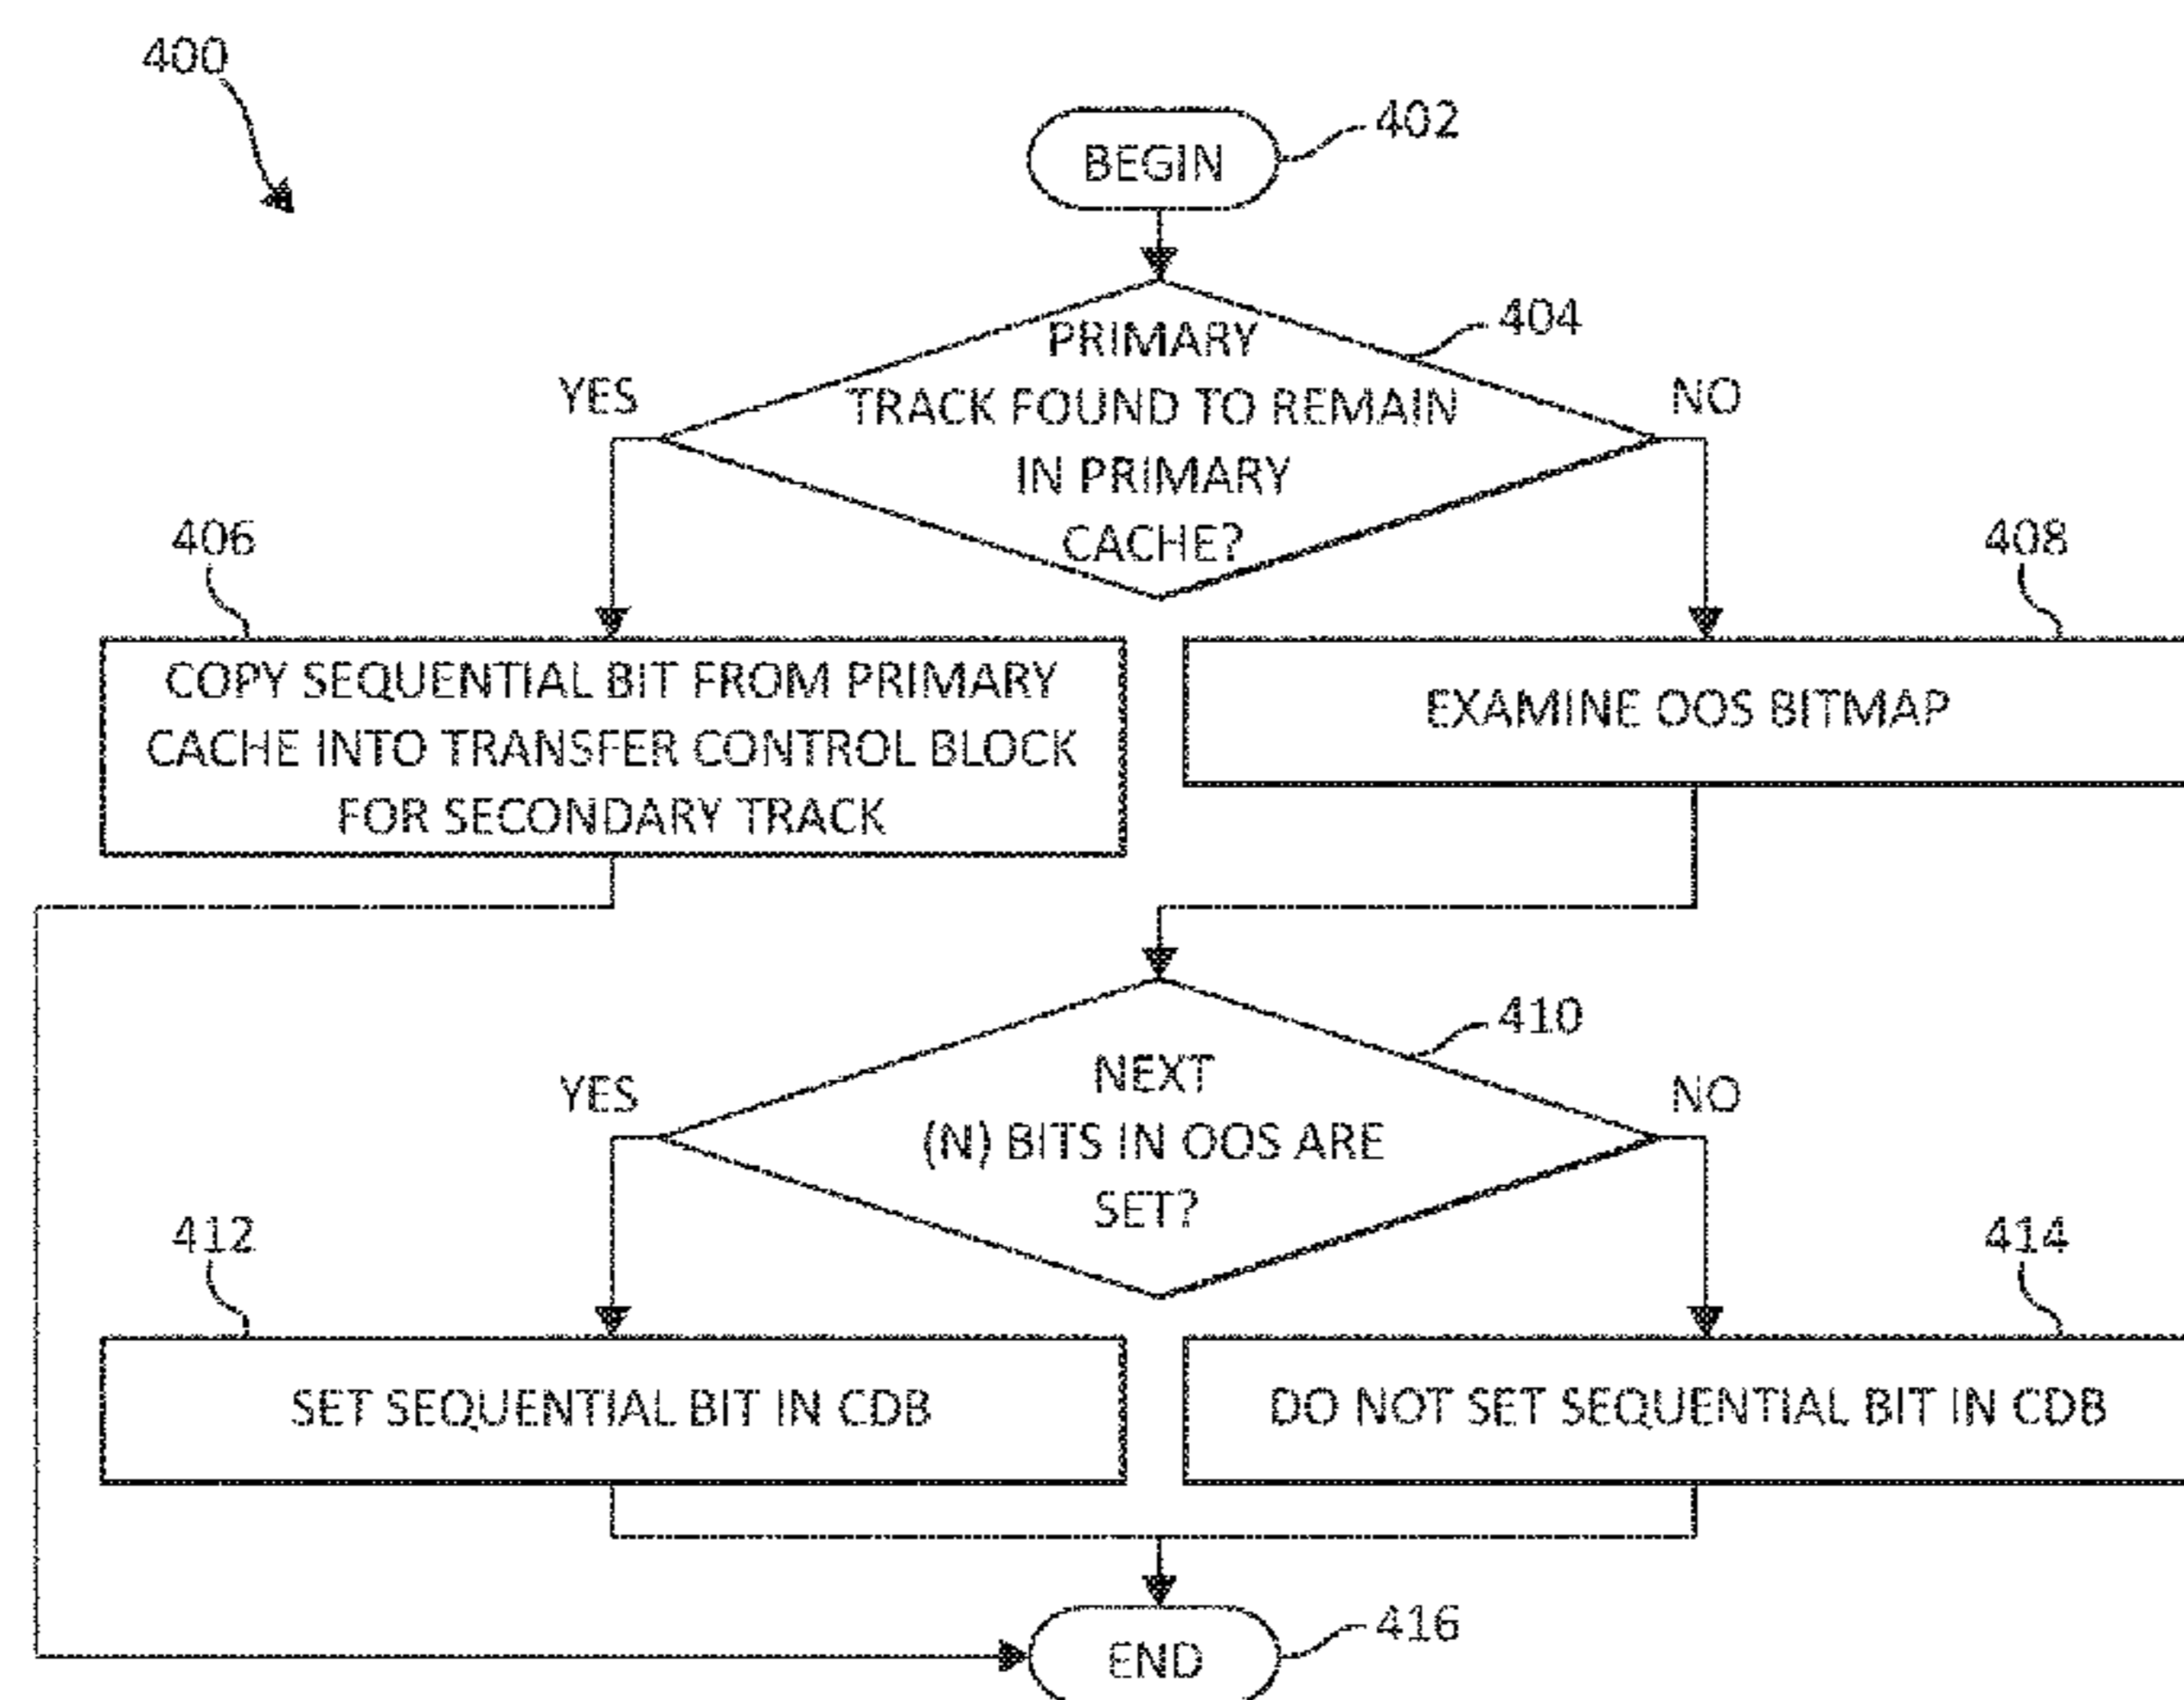 400
BEGIN
402
PRIMARY
TRACK FOUND TO REMAIN
IN PRIMARY
CACHE?
404
YES
NO
406
COPY SEQUENTIAL BIT FROM PRIMARY
CACHE INTO TRANSFER CONTROL BLOCK
FOR SECONDARY TRACK
408
EXAMINE OOS BITMAP
NEXT
(N) BITS IN OOS ARE
SET?
410
YES
NO
412
SET SEQUENTIAL BIT IN CDB
414
DO NOT SET SEQUENTIAL BIT IN CDB
END
416